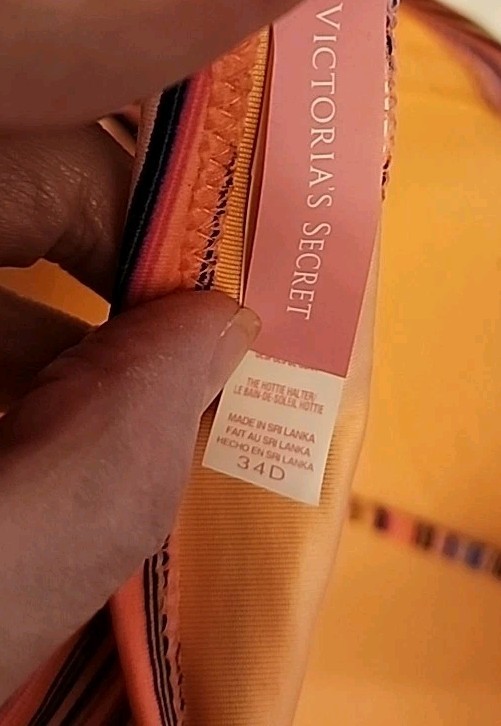 VICTORIA'S SECRET
THE HOTTIE HALTER/
LE BAIN-DE-SOLEIL HOTTIE
MADE IN SRI LANKA
FAIT AU SRI LANKA
HECHO EN SRI LANKA
34D